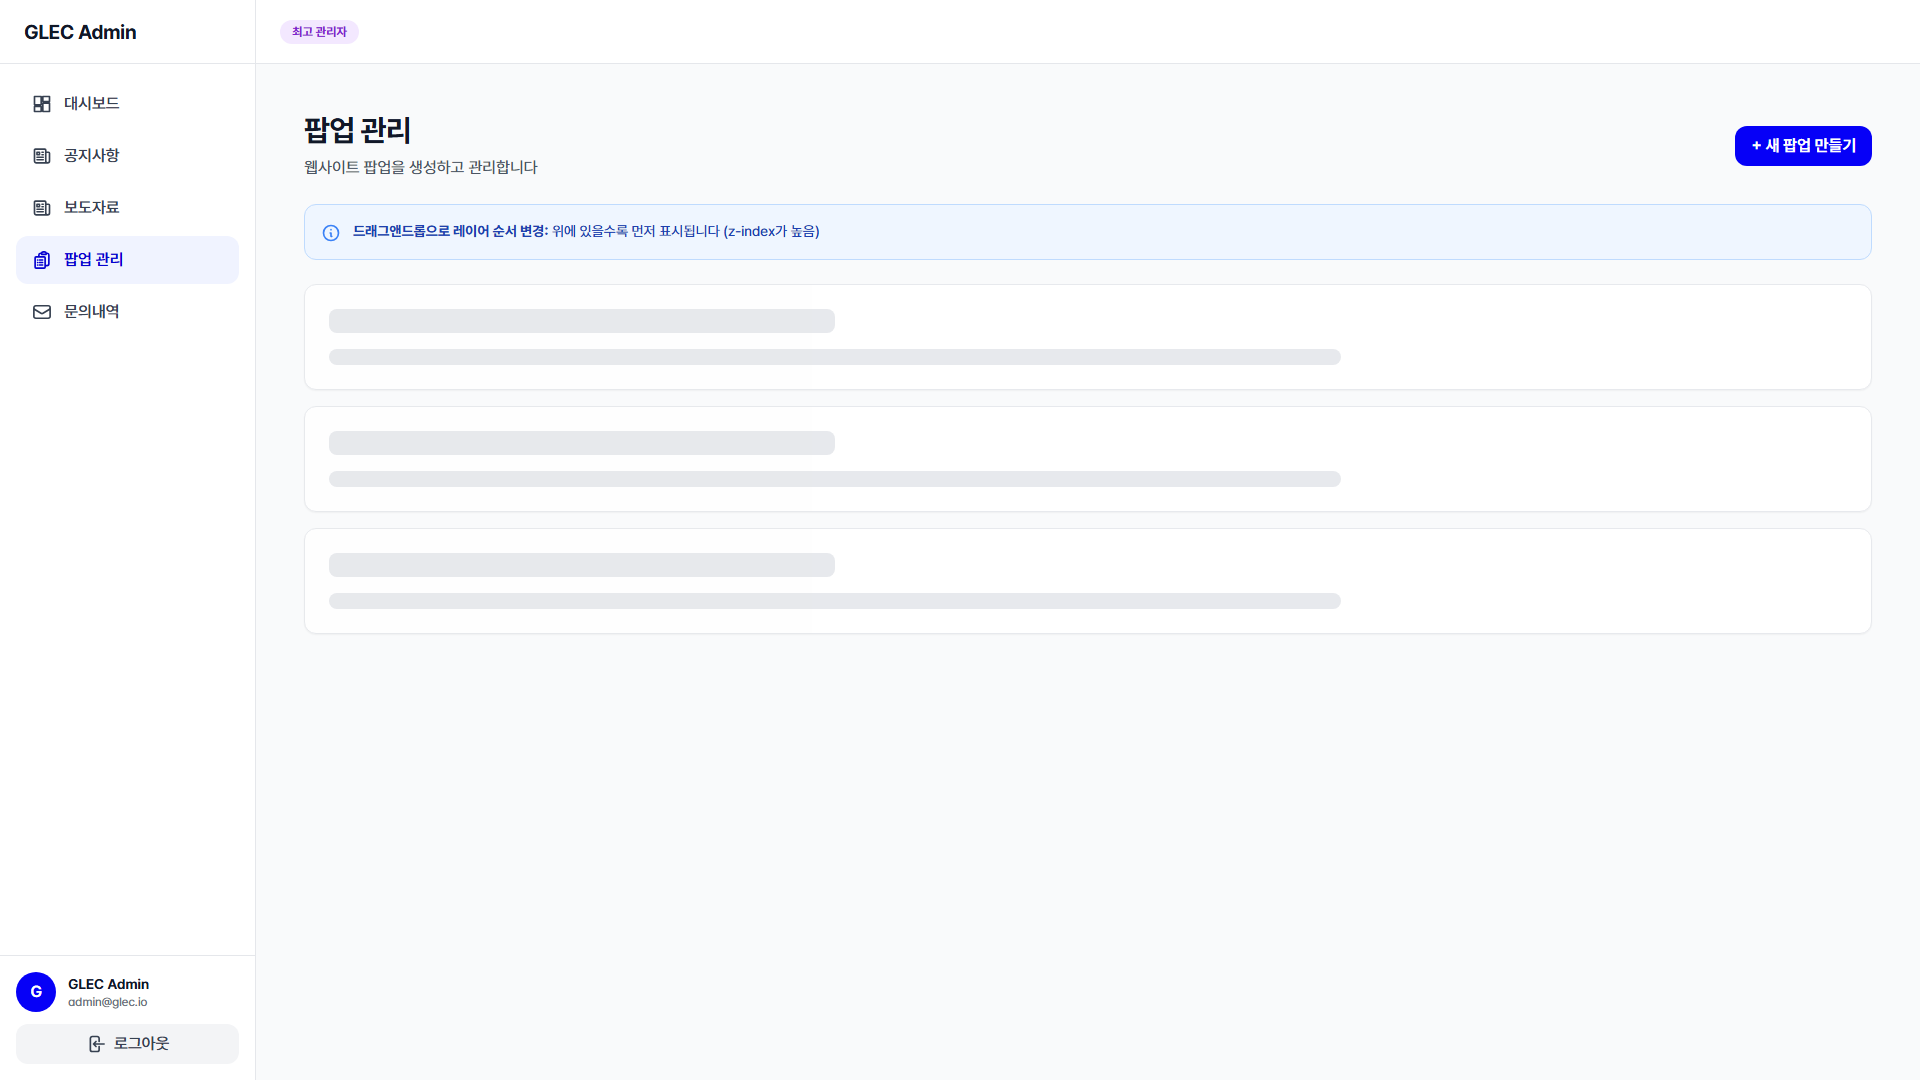 GLEC Admin
최고 관리자
대시보드
공지사항
보도자료
팝업 관리
문의내역
팝업 관리
웹사이트 팝업을 생성하고 관리합니다
+ 새 팝업 만들기
드래그앤드롭으로 레이어 순서 변경: 위에 있을수록 먼저 표시됩니다 (z-index가 높음)
G
GLEC Admin
admin@glec.io
로그아웃